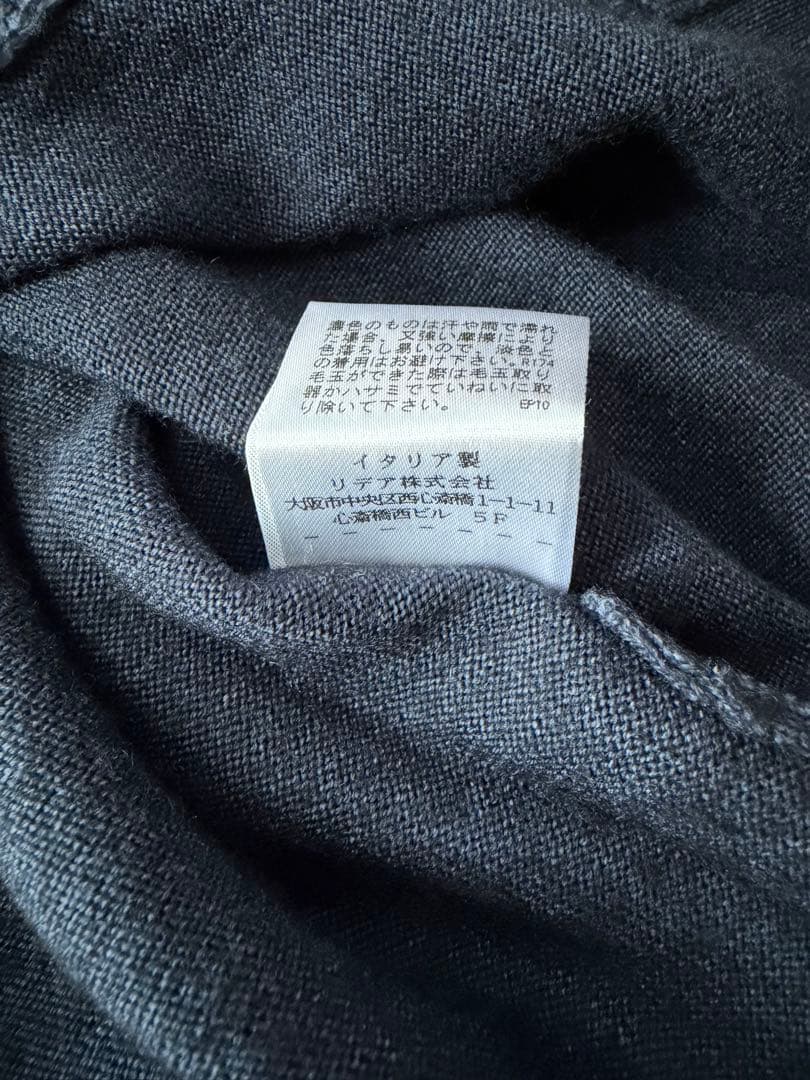 濃色のものは汗や雨で濡れ
た場合、又強い摩擦により
色落ちし易いので、淡色と
の着用はお避け下さい。R174
毛玉ができた際は毛玉取り
器かハサミでていねいに取
り除いて下さい。 EP10
イタリア製
リデア株式会社
大阪市中央区西心斎橋1-1-11
心斎橋西ビル 5F